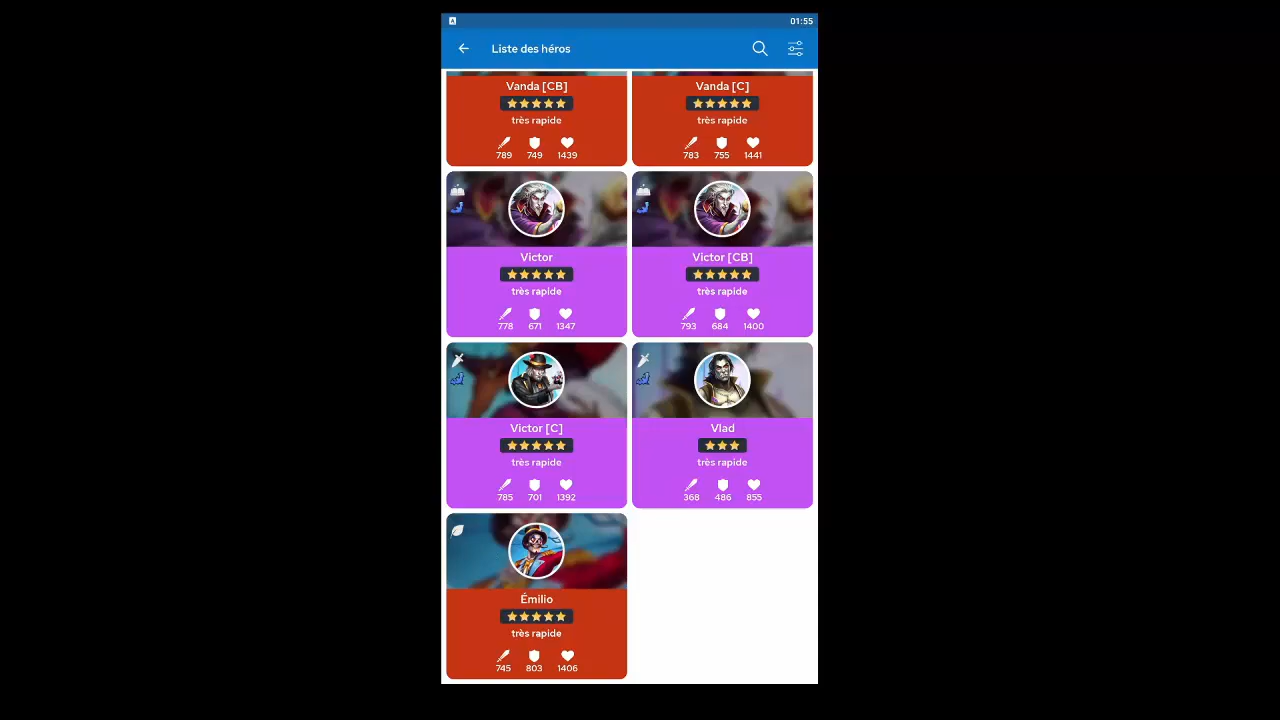 01:55
Liste des héros
Vanda [CB]
très rapide
789 749 1439
Vanda [C]
très rapide
783 755 1441
Victor
très rapide
778 671 1347
Victor [CB]
très rapide
793 684 1400
Victor [C]
très rapide
785 701 1392
Vlad
très rapide
368 486 855
Émilio
très rapide
745 803 1406